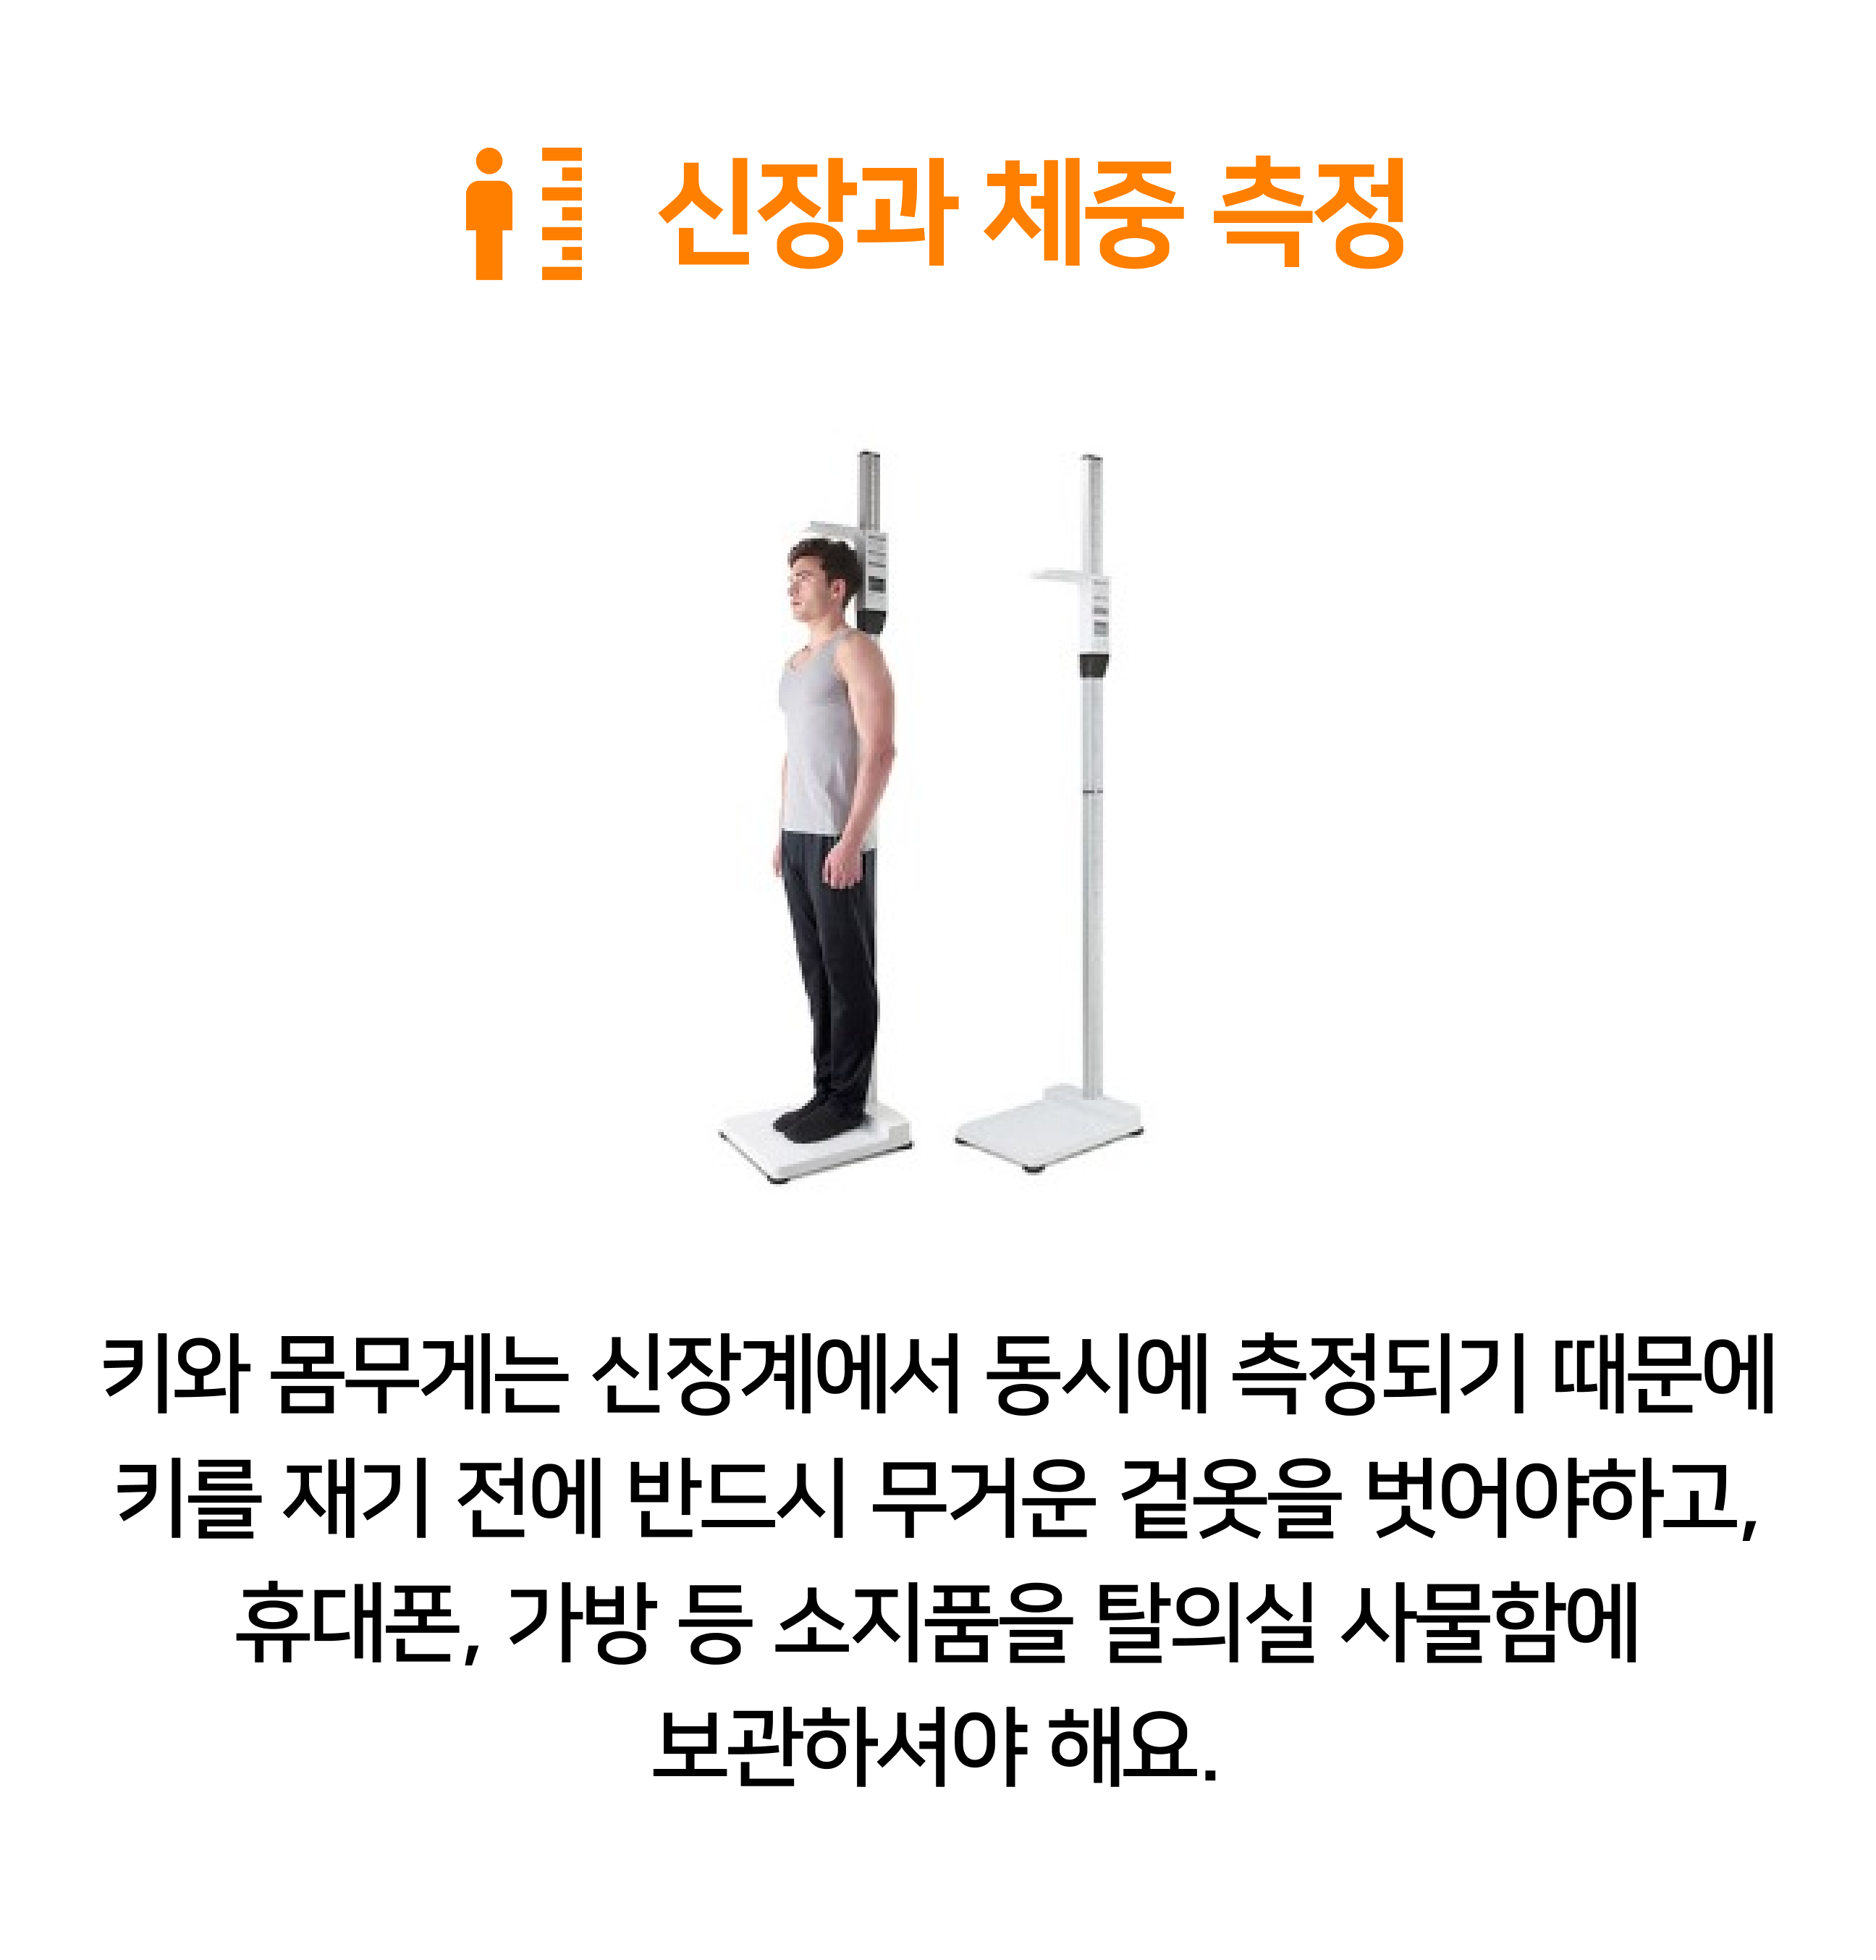 신장과 체중 측정
키와 몸무게는 신장계에서 동시에 측정되기 때문에
키를 재기 전에 반드시 무거운 겉옷을 벗어야하고,
휴대폰, 가방 등 소지품을 탈의실 사물함에
보관하셔야 해요.